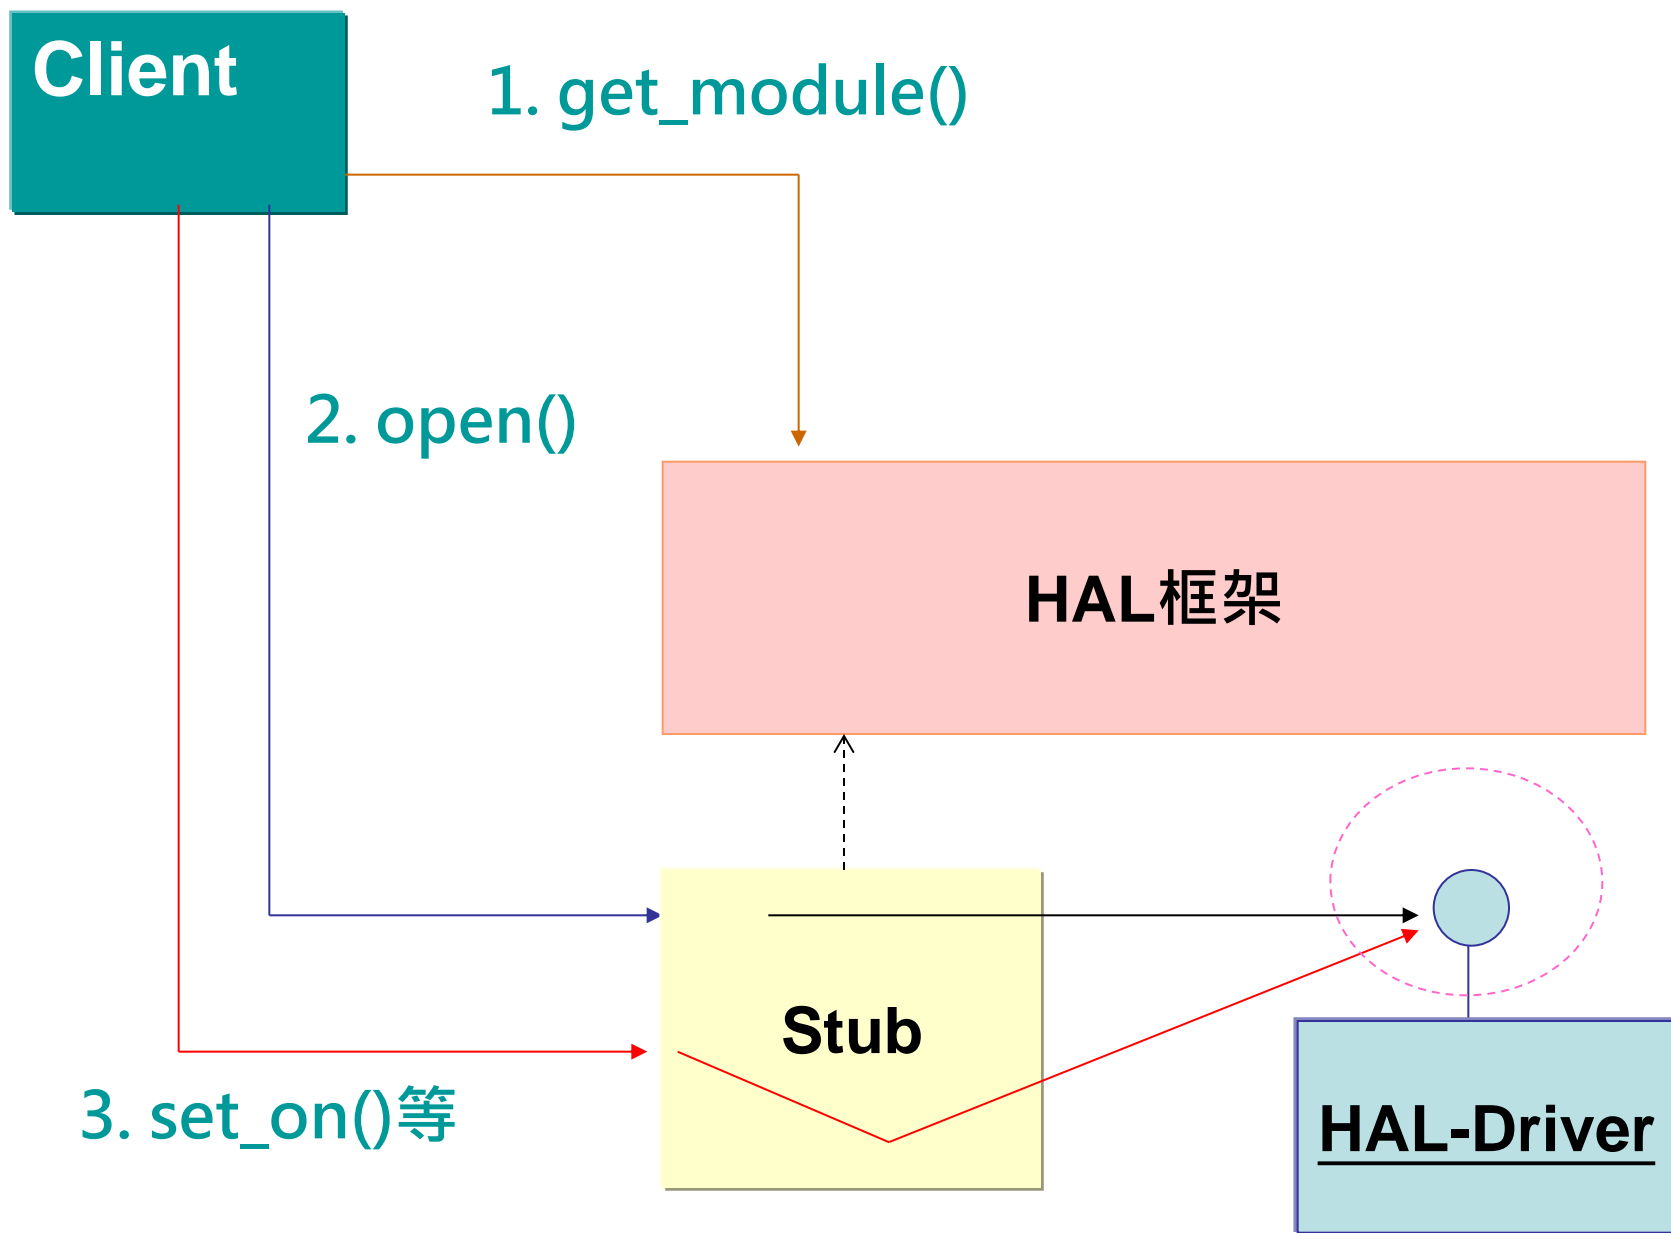 Client
1. get_module()
2. open()
HAL框架
Stub
3. set_on()等
HAL-Driver